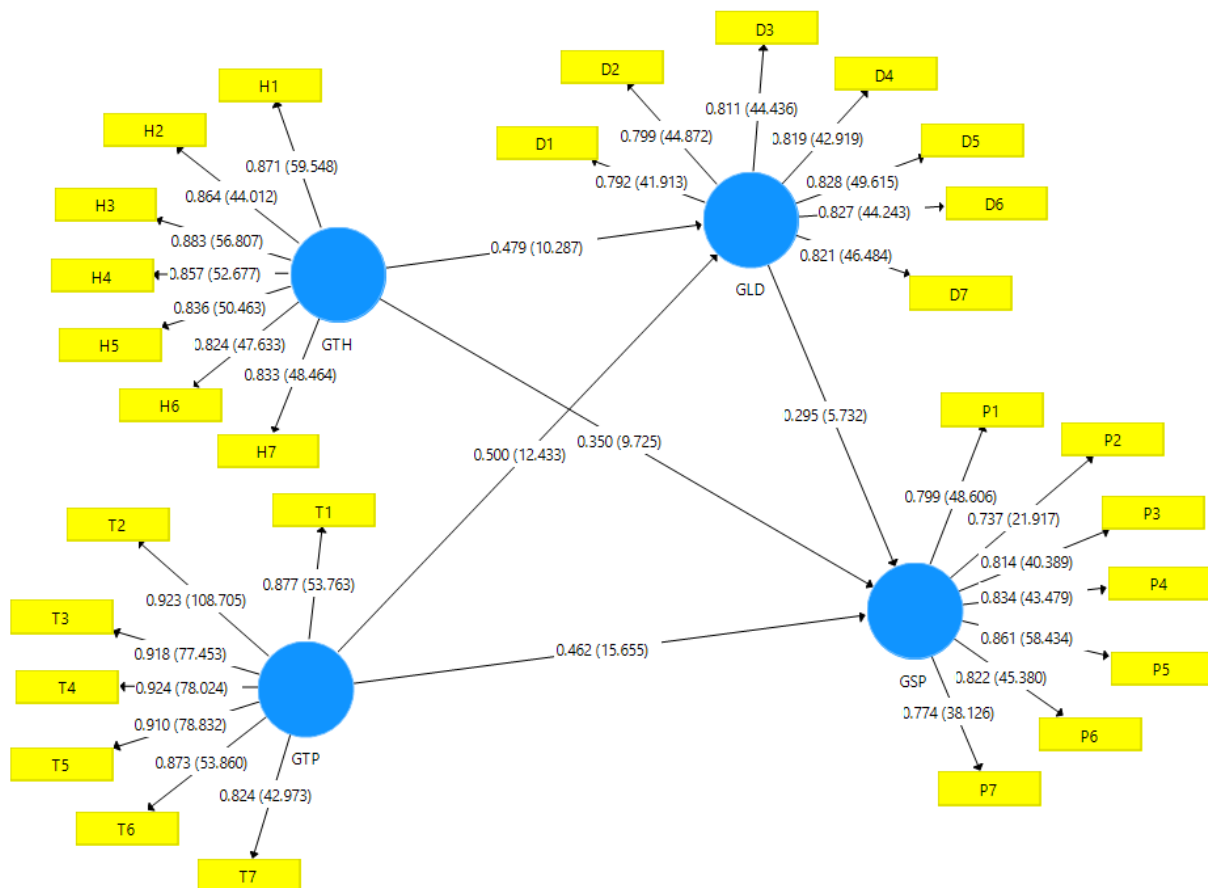 D3
D2
D4
H1
0.811 (44.436)
0.799 (44.872)
0.819 (42.919)
H2
D1
D5
0.871 (59.548)
0.792 (41.913)
0.828 (49.615)
0.864 (44.012)
H3
D6
0.827 (44.243)
0.883 (56.807)
0.479 (10.287)
0.821 (46.484)
H4
0.857 (52.677)
GLD
D7
0.836 (50.463)
H5
GTH
0.824 (47.633)
0.833 (48.464)
H6
P1
0.295 (5.732)
P2
H7
0.500 (12.433)
0.350 (9.725)
0.799 (48.606)
0.737 (21.917)
T1
P3
T2
0.814 (40.389)
0.877 (53.763)
P4
0.834 (43.479)
0.923 (108.705)
T3
0.861 (58.434)
0.918 (77.453)
0.462 (15.655)
P5
0.822 (45.380)
GSP
T4
0.924 (78.024)
0.774 (38.126)
0.910 (78.832)
P6
T5
GTP
0.873 (53.860)
P7
0.824 (42.973)
T6
T7